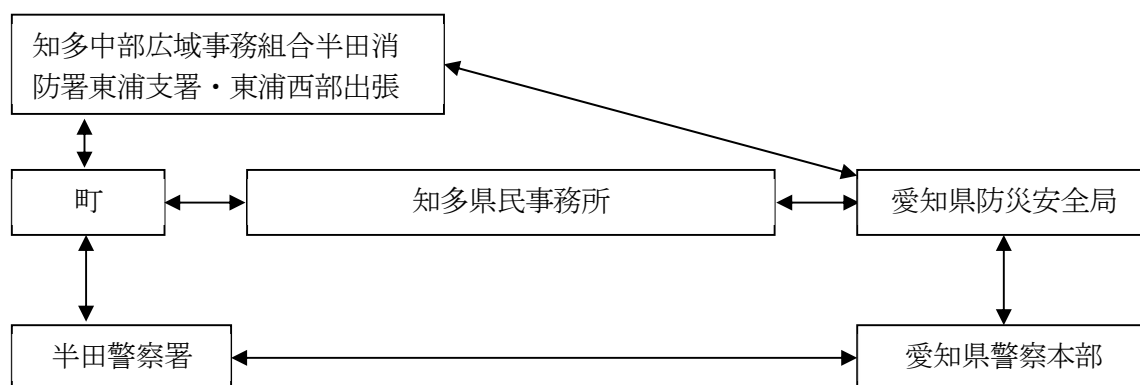 知多中部広域事務組合半田消
防署東浦支署・東浦西部出張
町
知多県民事務所
愛知県防災安全局
半田警察署
愛知県警察本部